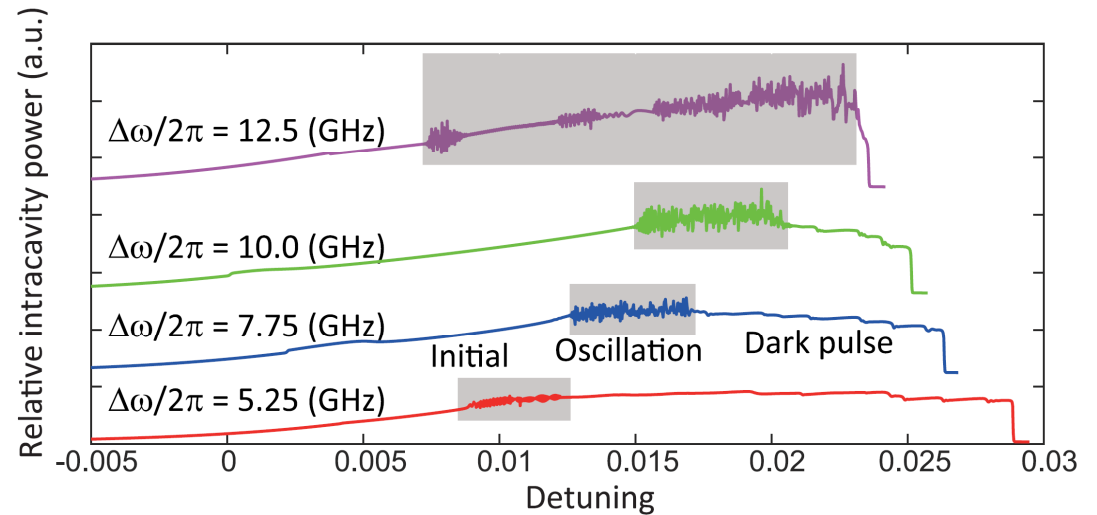 Relative intracavity power (a.u.)
Δω/2π = 12.5 (GHz)
Δω/2π = 10.0 (GHz)
Δω/2π = 7.75 (GHz)
Initial Oscillation Dark pulse
Δω/2π = 5.25 (GHz)
-0.005 0 0.005 0.01 0.015 0.02 0.025 0.03
Detuning